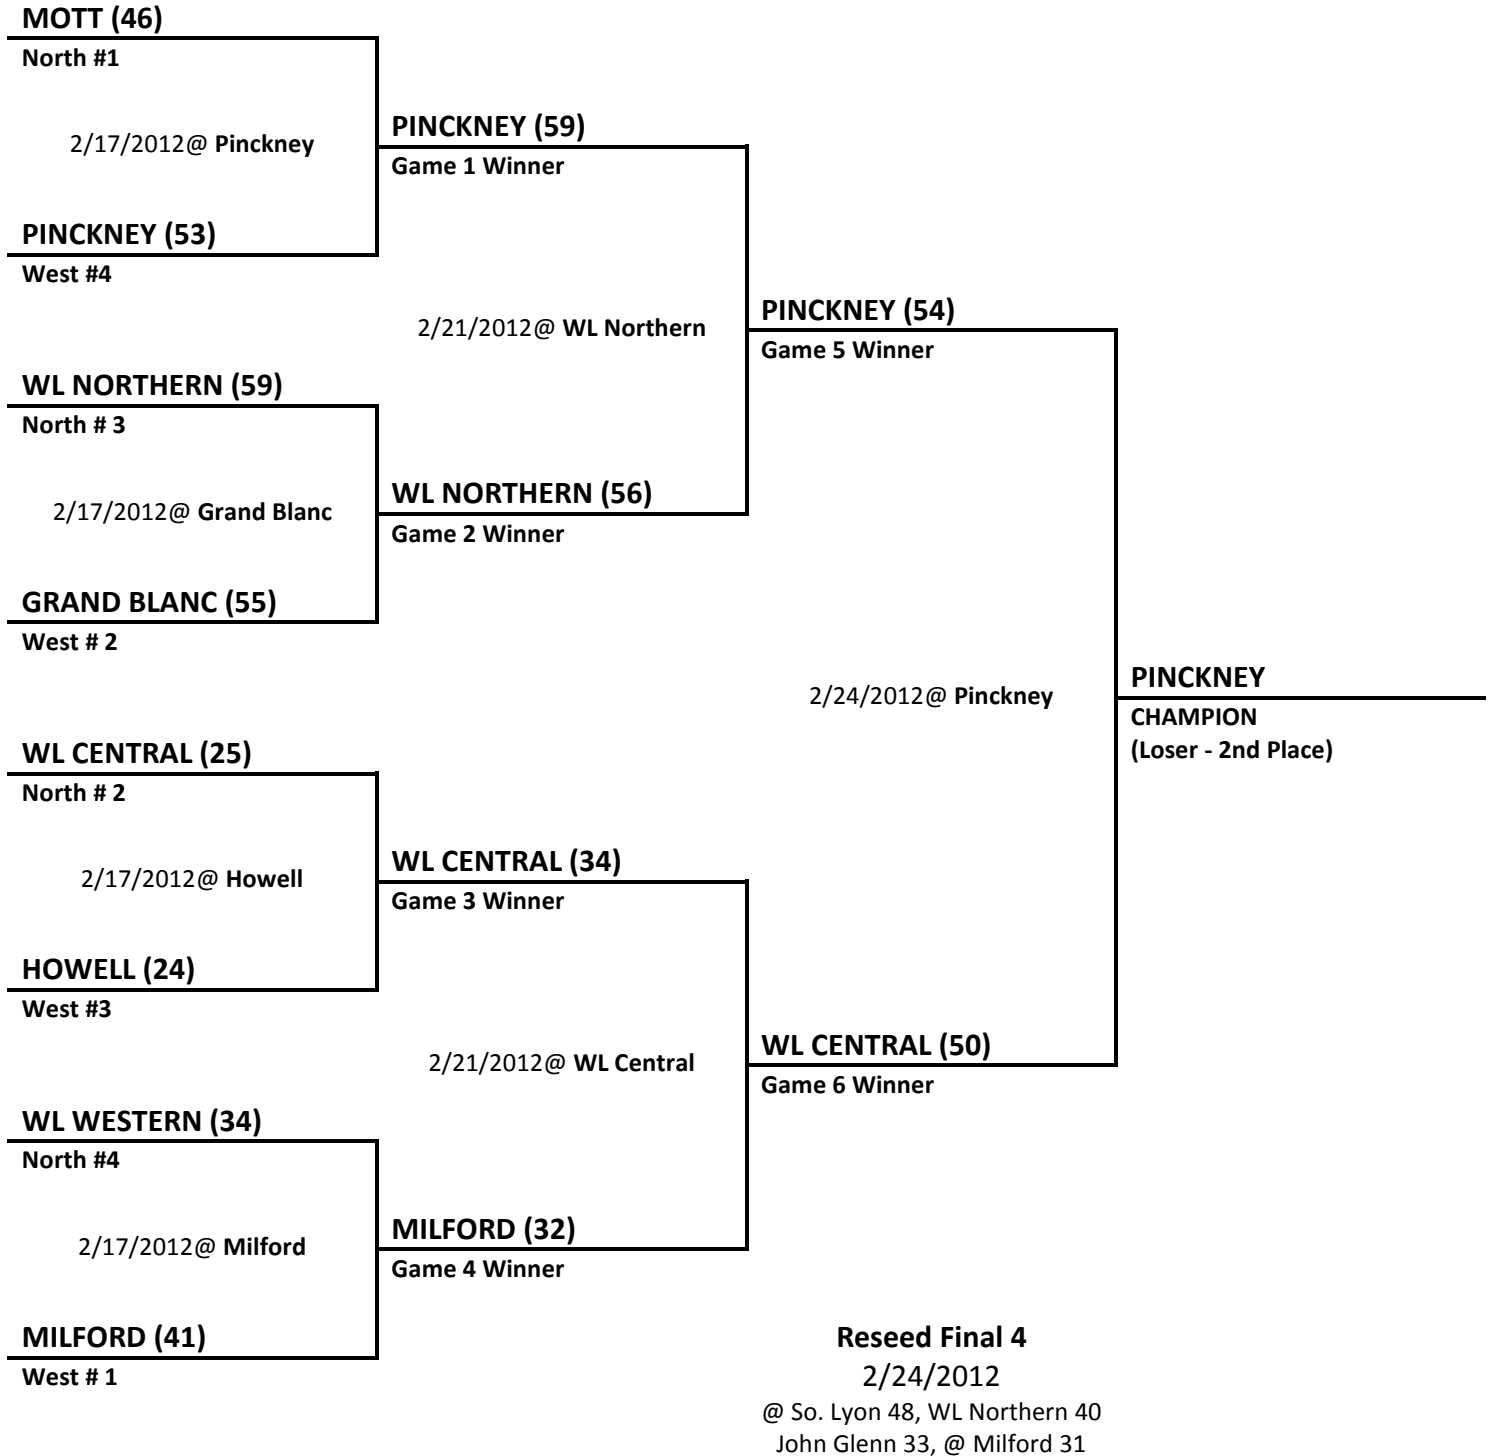 MOTT (46)
North #1
2/17/2012@ Pinckney
PINCKNEY (59)
Game 1 Winner
PINCKNEY (53)
West #4
2/21/2012@ WL Northern
PINCKNEY (54)
Game 5 Winner
WL NORTHERN (59)
North # 3
2/17/2012@ Grand Blanc
WL NORTHERN (56)
Game 2 Winner
GRAND BLANC (55)
West # 2
2/24/2012@ Pinckney
PINCKNEY
CHAMPION
(Loser - 2nd Place)
WL CENTRAL (25)
North # 2
2/17/2012@ Howell
WL CENTRAL (34)
Game 3 Winner
HOWELL (24)
West #3
2/21/2012@ WL Central
WL CENTRAL (50)
Game 6 Winner
WL WESTERN (34)
North #4
2/17/2012@ Milford
MILFORD (32)
Game 4 Winner
MILFORD (41)
West # 1
Reseed Final 4
2/24/2012
@ So. Lyon 48, WL Northern 40
John Glenn 33, @ Milford 31